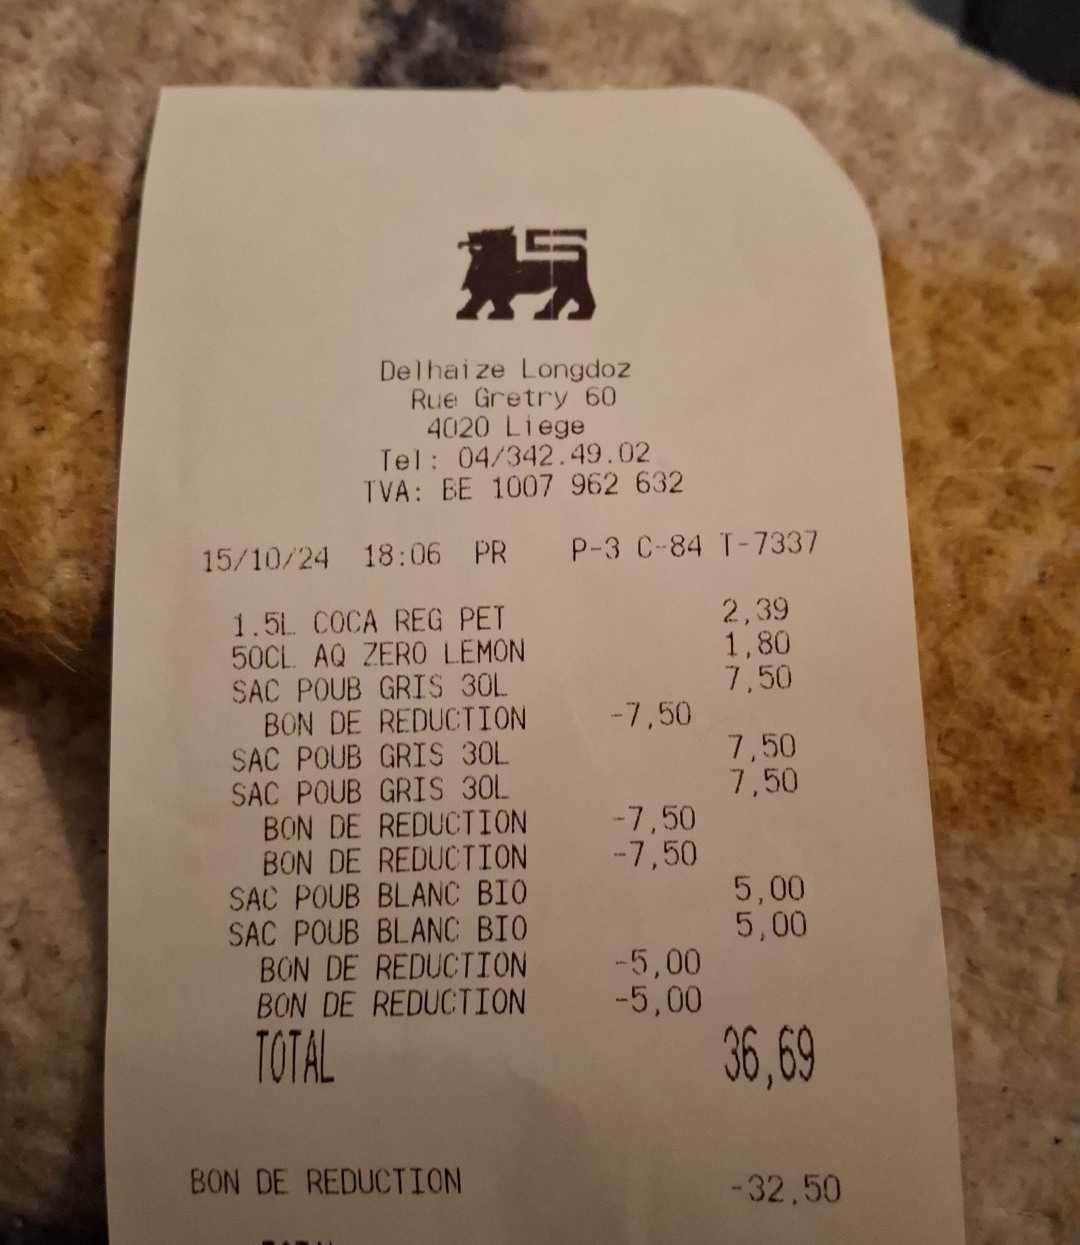 Delhaize Longdoz
Rue Gretry 60
4020 Liege
Tel: 04/342.49.02
TVA: BE 1007 962 632
15/10/24 18:06 PR P-3 C-84 T-7337
1.5L COCA REG PET 2,39
50CL AQ ZERO LEMON 1,80
SAC POUB GRIS 30L 7,50
BON DE REDUCTION -7,50
SAC POUB GRIS 30L 7,50
SAC POUB GRIS 30L 7,50
BON DE REDUCTION -7,50
BON DE REDUCTION -7,50
SAC POUB BLANC BIO 5,00
SAC POUB BLANC BIO 5,00
BON DE REDUCTION -5,00
BON DE REDUCTION -5,00
TOTAL 36,69
BON DE REDUCTION -32,50